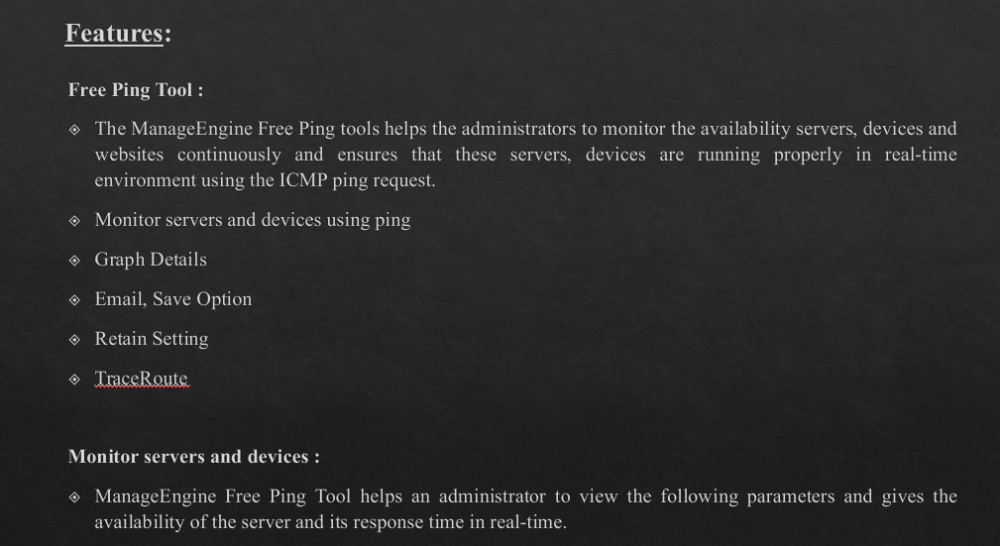 Features:
Free Ping Tool :
The ManageEngine Free Ping tools helps the administrators to monitor the availability servers, devices and
websites continuously and ensures that these servers, devices are running properly in real-time
environment using the ICMP ping request.
Monitor servers and devices using ping
Graph Details
Email, Save Option
Retain Setting
TraceRoute
Monitor servers and devices :
ManageEngine Free Ping Tool helps an administrator to view the following parameters and gives the
availability of the server and its response time in real-time.